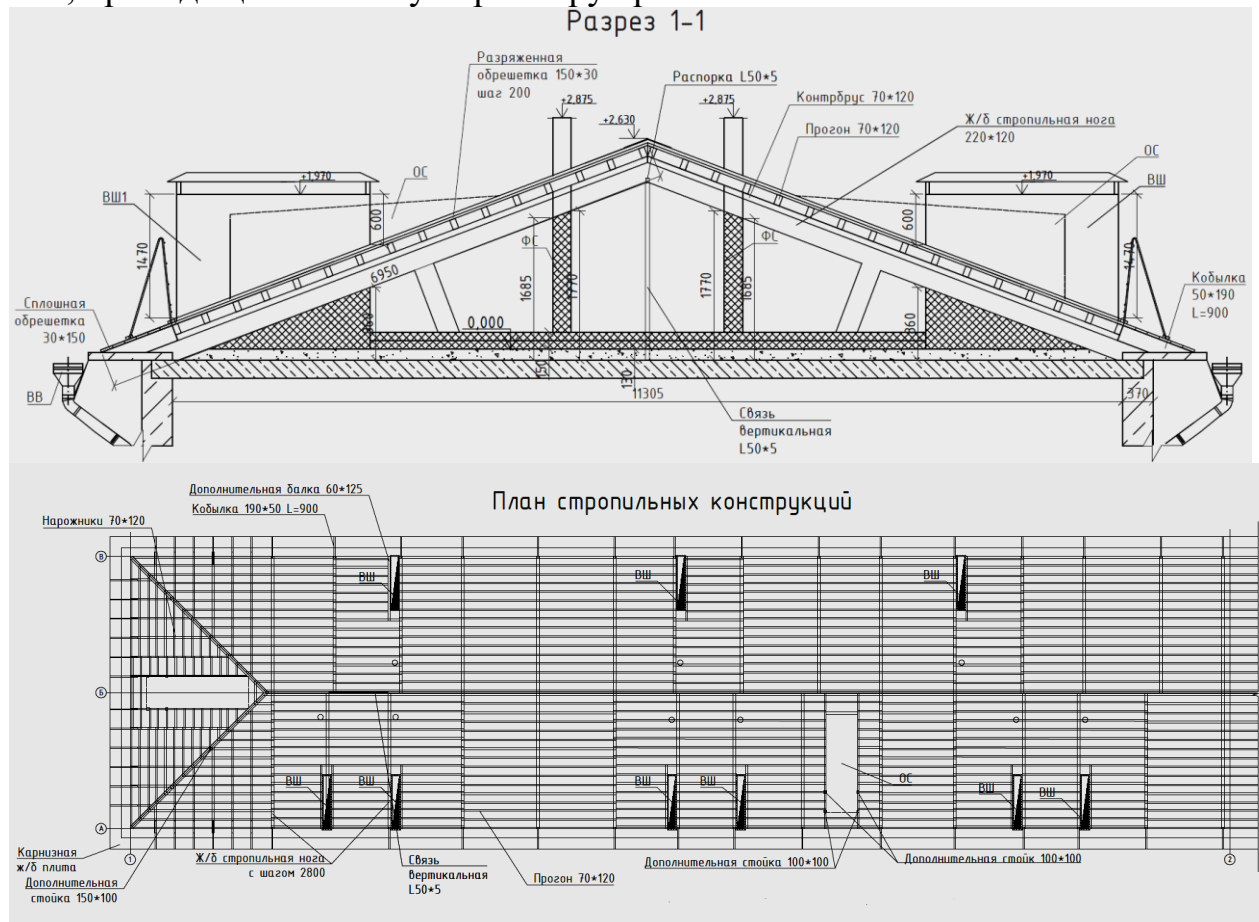 Разрез 1-1
Разряженная
обрешетка 150*30
шаг 200
+2,875
+2,630
Распорка L50*5
+2,875
Контрбрус 70*120
Прогон 70*120
Ж/б стропильная нога
220*120
ОС
ВШ
ВШ1
+1,970
ОС
+1,970
600
600
1470
1470
6950
ФС
ФС
1685
1770
1770
1685
860
860
0,000
Сплошная
обрешетка
30*150
Кобылка
50*190
L=900
150
130
11305
370
ВВ
Связь
вертикальная
L50*5
План стропильных конструкций
Дополнительная балка 60*125
Кобылка 190*50 L=900
Нарожники 70*120
В
ВШ
ВШ
ВШ
Б
ВШ
ВШ
ВШ
ВШ
ОС
ВШ
ВШ
А
Карнизная
ж/б плита
1
Ж/б стропильная нога
с шагом 2800
Связь
вертикальная
L50*5
Прогон 70*120
Дополнительная стойка 100*100
Дополнительная стойк 100*100
2
Дополнительная
стойка 150*100